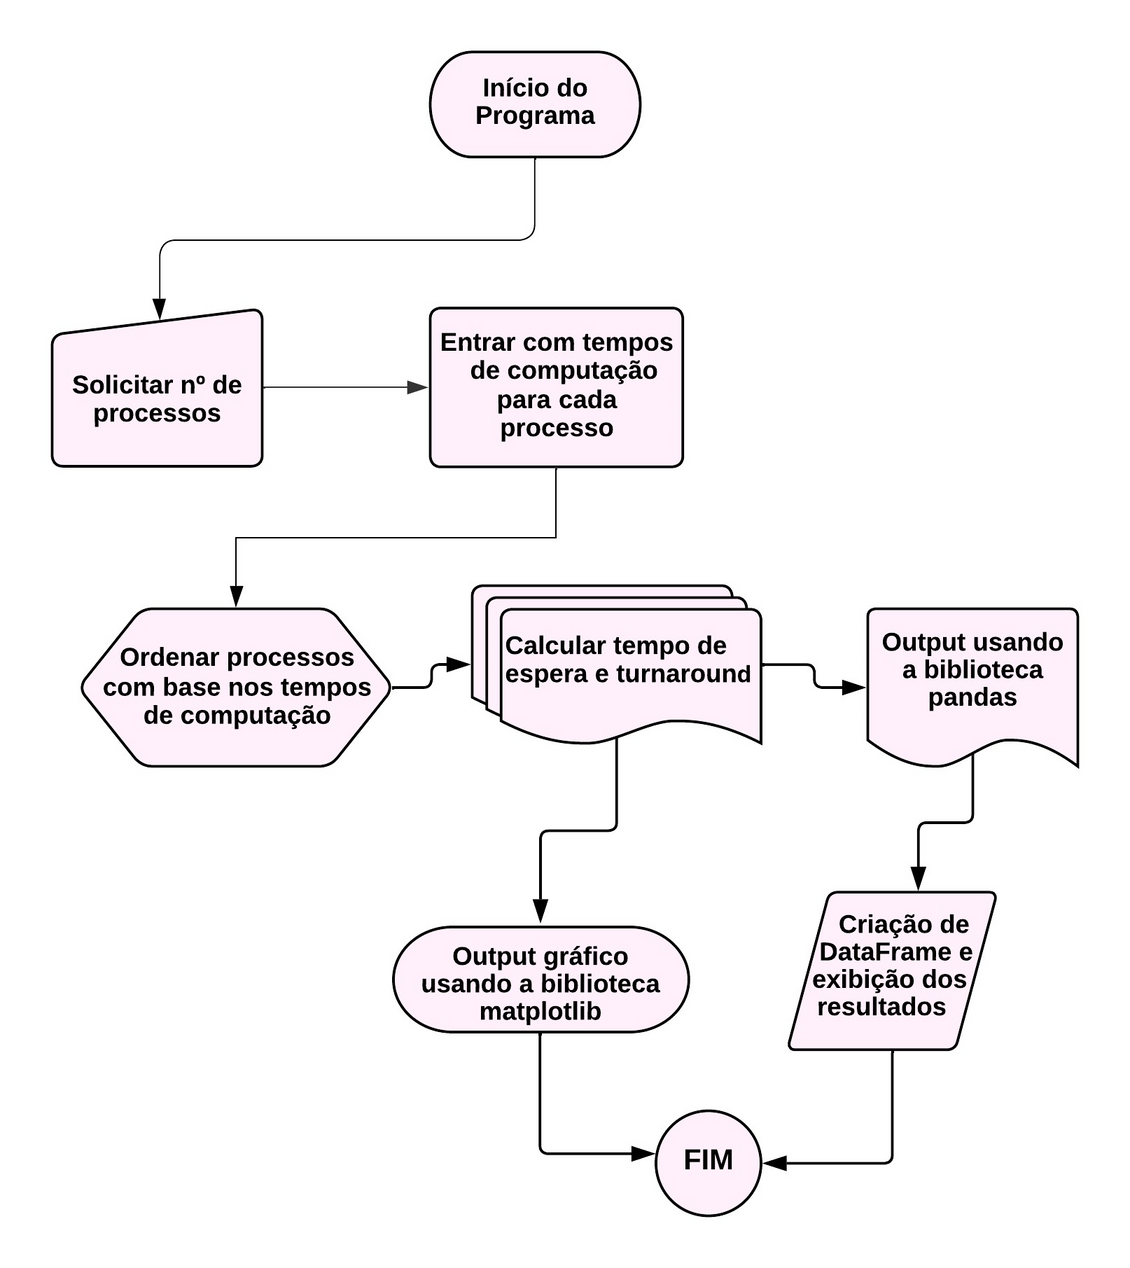 Início do
Programa
Solicitar nº de
processos
Entrar com tempos
de computação
para cada
processo
Ordenar processos
com base nos tempos
de computação
Calcular tempo de
espera e turnaround
Output usando
a biblioteca
pandas
Output gráfico
usando a biblioteca
matplotlib
Criação de
DataFrame e
exibição dos
resultados
FIM